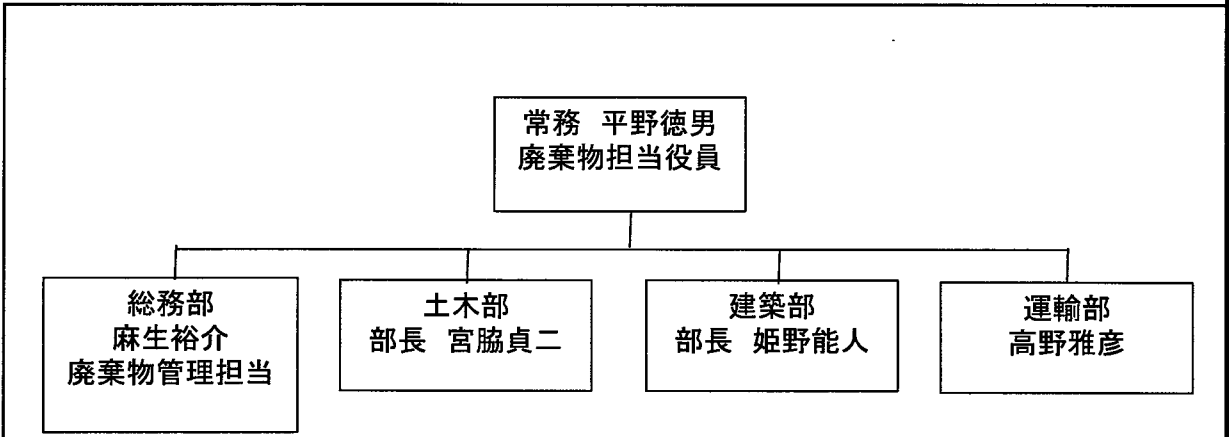 常務 平野徳男
廃棄物担当役員
総務部
麻生裕介
廃棄物管理担当
土木部
部長 宮脇貞二
建築部
部長 姫野能人
運輸部
高野雅彦